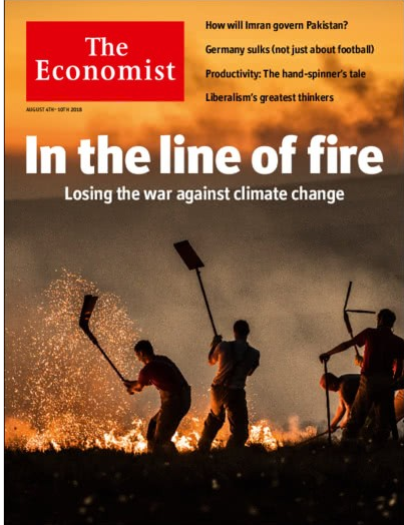 The
Economist
AUGUST 4TH–10TH 2018
How will Imran govern Pakistan?
Germany sulks (not just about football)
Productivity: The hand-spinner's tale
Liberalism's greatest thinkers
In the line of fire
Losing the war against climate change